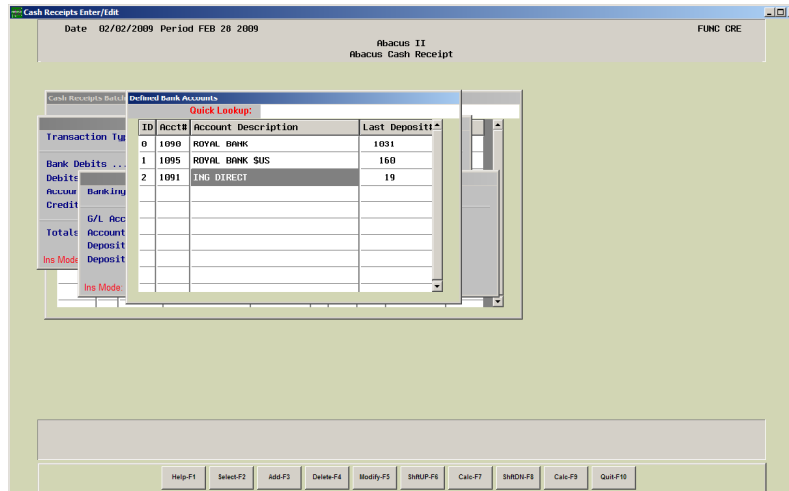 Cash Receipts Enter/Edit
Date 02/02/2009 Period FEB 28 2009 FUNC CRE
Abacus II
Abacus Cash Receipt
Cash Receipts Batch
Defined Bank Accounts
Quick Lookup:
ID Acct# Account Description Last Deposit#
0 1090 ROYAL BANK 1031
1 1095 ROYAL BANK $US 160
2 1091 ING DIRECT 19
Transaction Typ
Bank Debits ...
Debits
Accoun
Credit
Totals
Ins Mode
Banking
G/L Acc
Account
Deposit
Deposit
Ins Mode
Help-F1 Select-F2 Add-F3 Delete-F4 Modify-F5 ShftUP-F6 Calc-F7 ShftDN-F8 Calc-F9 Quit-F10